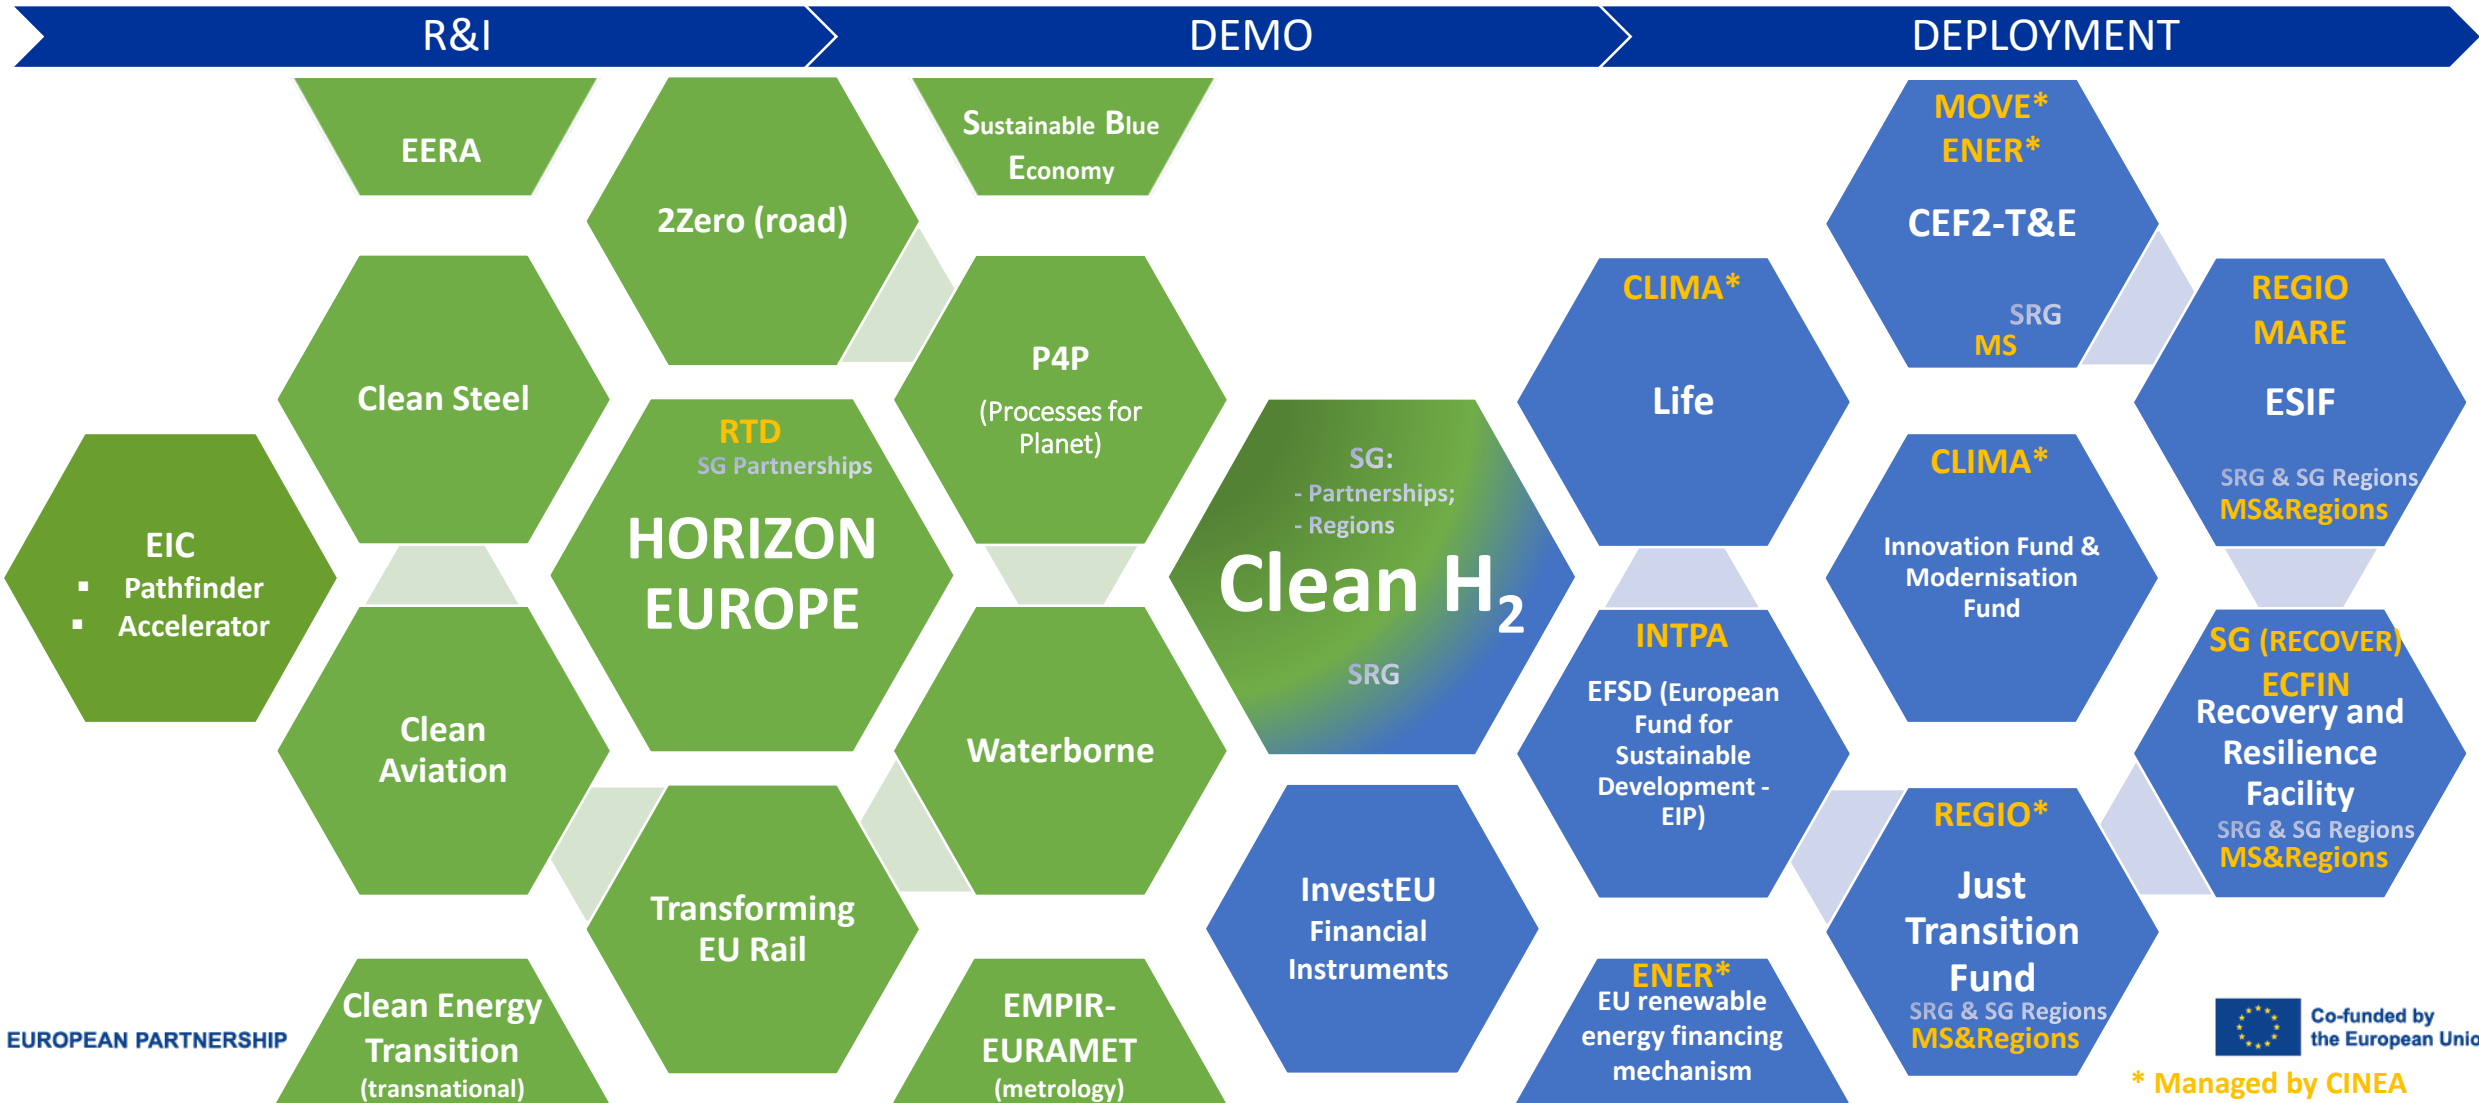 R&I
DEMO
DEPLOYMENT
EERA
2Zero (road)
Sustainable Blue
Economy
Clean Steel
P4P
(Processes for
Planet)
RTD
SG Partnerships
HORIZON
EUROPE
EIC
▪ Pathfinder
▪ Accelerator
Clean
Aviation
Waterborne
Transforming
EU Rail
Clean Energy
Transition
(transnational)
EMPIR-
EURAMET
(metrology)
SG:
- Partnerships;
- Regions
Clean H2
SRG
InvestEU
Financial
Instruments
CLIMA*
Life
MOVE*
ENER*
CEF2-T&E
SRG
MS
REGIO
MARE
ESIF
SRG & SG Regions
MS&Regions
CLIMA*
Innovation Fund &
Modernisation
Fund
INTPA
EFSD (European
Fund for
Sustainable
Development -
EIP)
SG (RECOVER)
ECFIN
Recovery and
Resilience
Facility
SRG & SG Regions
MS&Regions
REGIO*
Just
Transition
Fund
SRG & SG Regions
MS&Regions
ENER*
EU renewable
energy financing
mechanism
EUROPEAN PARTNERSHIP
Co-funded by
the European Unio
* Managed by CINEA